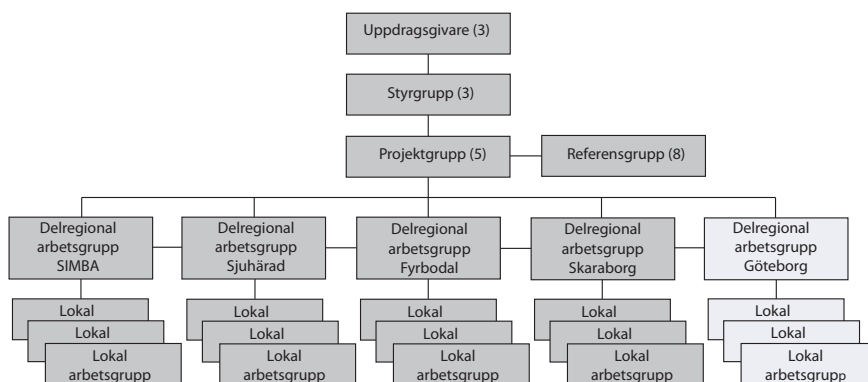 Uppdragsgivare (3)
Styrgrupp (3)
Projektgrupp (5)
Referensgrupp (8)
Delregional
arbetsgrupp
SIMBA
Delregional
arbetsgrupp
Sjuhärad
Delregional
arbetsgrupp
Fyrbodal
Delregional
arbetsgrupp
Skaraborg
Delregional
arbetsgrupp
Göteborg
Lokal
Lokal
Lokal
arbetsgrupp
Lokal
Lokal
Lokal
arbetsgrupp
Lokal
Lokal
Lokal
arbetsgrupp
Lokal
Lokal
Lokal
arbetsgrupp
Lokal
Lokal
Lokal
arbetsgrupp